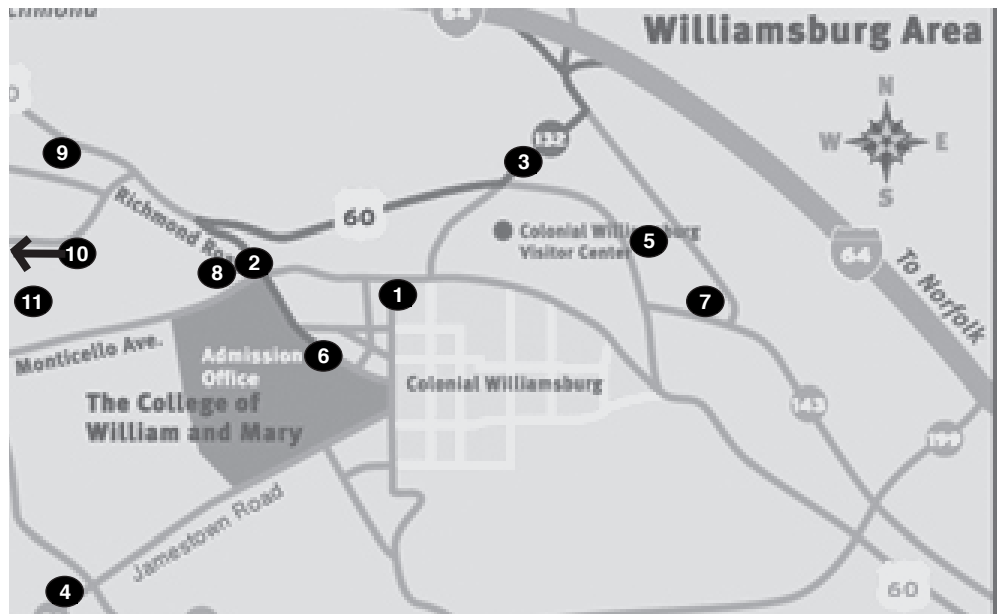 Williamsburg Area
N
W E
S
132
9
3
60
Richmond
Colonial
Visitor Center
5
10
8
2
64
To Norfolk
11
1
7
Monticello Ave.
Admission
Office
6
Colonial Williamsburg
The College of
William and Mary
143
199
Jamestown Road
4
60